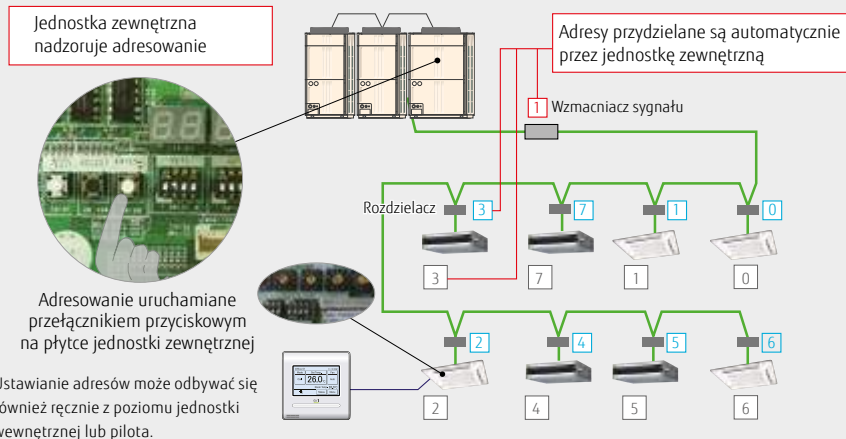 Jednostka zewnętrzna
nadzoruje adresowanie
Adresy przydzielane są automatycznie
przez jednostkę zewnętrzną
1 Wzmacniacz sygnału
Rozdzielacz
3
7
1
0
3
7
1
0
Adresowanie uruchamiane
przełącznikiem przyciskowym
na płytce jednostki zewnętrznej
2
4
5
6
26.0
2
4
5
6
Ustawianie adresów może odbywać się
również ręcznie z poziomu jednostki
wewnętrznej lub pilota.